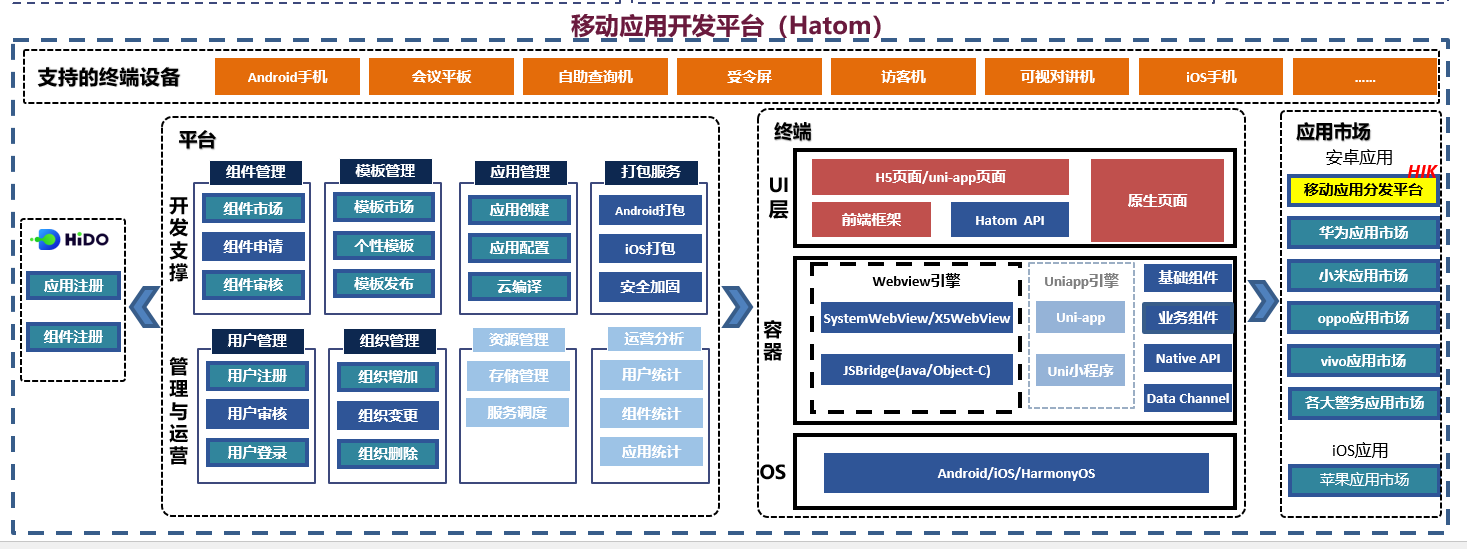 移动应用开发平台（Hatom）
支持的终端设备
Android手机
会议平板
自助查询机
受令屏
访客机
可视对讲机
iOS手机
……
HiDO
应用注册
组件注册
平台
开发支撑
组件管理
组件市场
组件申请
组件审核
模板管理
模板市场
个性模板
模板发布
应用管理
应用创建
应用配置
云编译
打包服务
Android打包
iOS打包
安全加固
管理与运营
用户管理
用户注册
用户审核
用户登录
组织管理
组织增加
组织变更
组织删除
资源管理
存储管理
服务调度
运营分析
用户统计
组件统计
应用统计
终端
UI层
H5页面/uni-app页面
前端框架
Hatom API
原生页面
容器
Webview引擎
SystemWebView/X5WebView
JSBridge(Java/Object-C)
Uniapp引擎
Uni-app
Uni小程序
基础组件
业务组件
Native API
Data Channel
OS
Android/iOS/HarmonyOS
应用市场
安卓应用
HIK
移动应用分发平台
华为应用市场
小米应用市场
oppo应用市场
vivo应用市场
各大警务应用市场
iOS应用
苹果应用市场